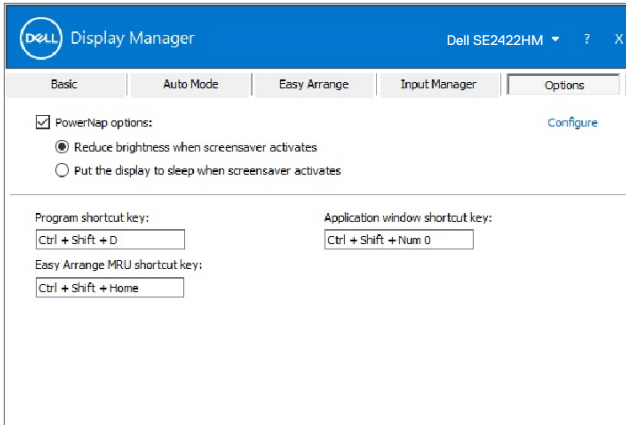 DELL Display Manager Dell SE2422HM ? X
Basic Auto Mode Easy Arrange Input Manager Options
PowerNap options: Configure
Reduce brightness when screensaver activates
Put the display to sleep when screensaver activates
Program shortcut key: Application window shortcut key:
Ctrl + Shift + D Ctrl + Shift + Num 0
Easy Arrange MRU shortcut key:
Ctrl + Shift + Home